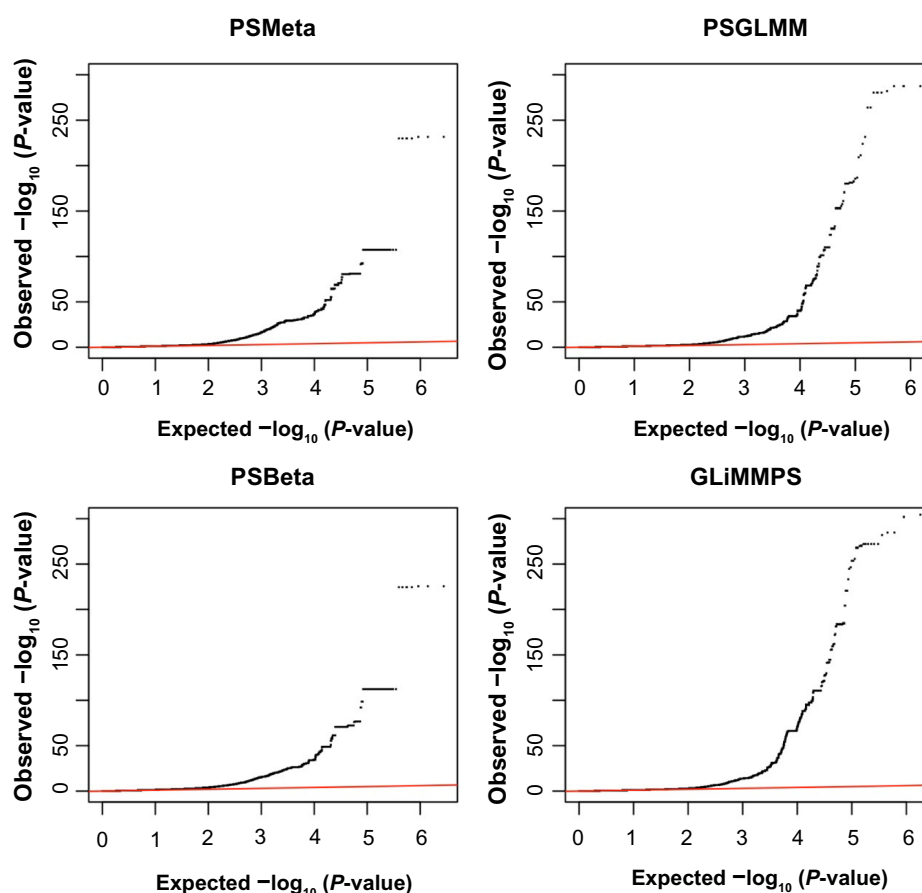 PSMeta
Observed −log10 (P-value)
0 50 150 250
0 1 2 3 4 5 6
Expected −log10 (P-value)
PSGLMM
Observed −log10 (P-value)
0 50 150 250
0 1 2 3 4 5 6
Expected −log10 (P-value)
PSBeta
Observed −log10 (P-value)
0 50 150 250
0 1 2 3 4 5 6
Expected −log10 (P-value)
GLiMMPS
Observed −log10 (P-value)
0 50 150 250
0 1 2 3 4 5 6
Expected −log10 (P-value)